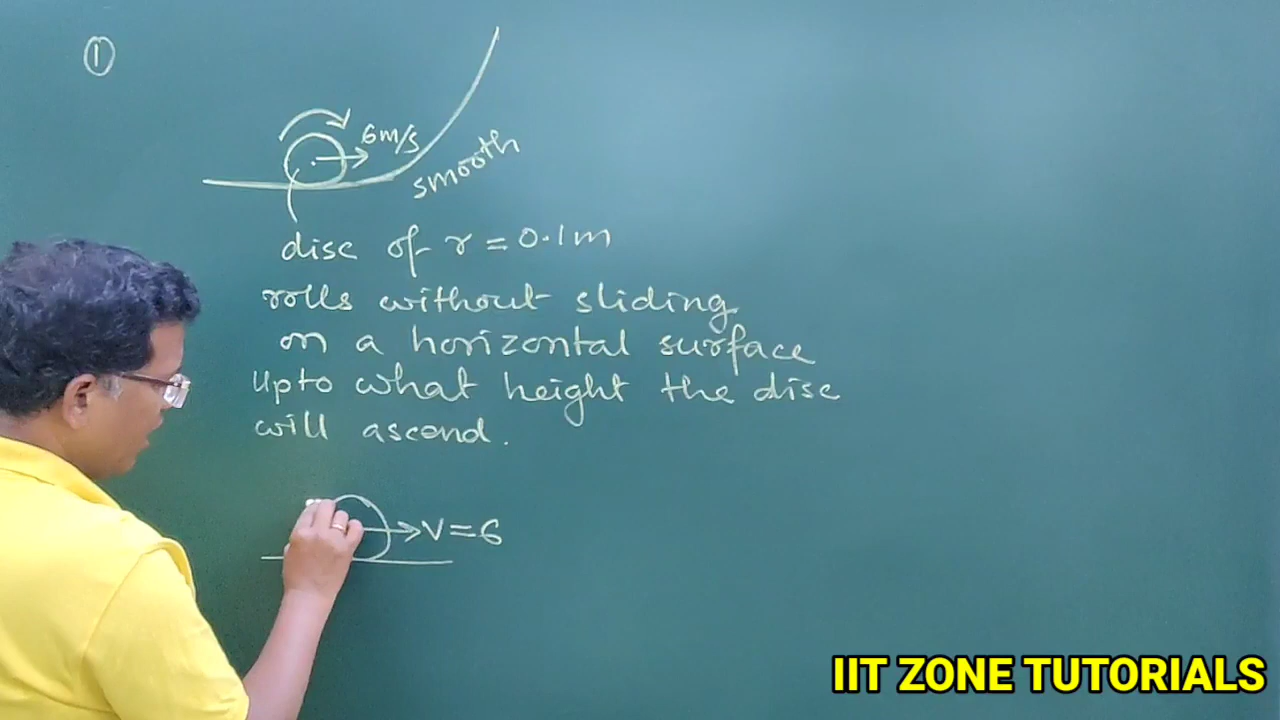 1
6m/s
smooth
disc of r = 0.1m
rolls without sliding
on a horizontal surface
upto what height the disc
will ascend.
V=6
IIT ZONE TUTORIALS